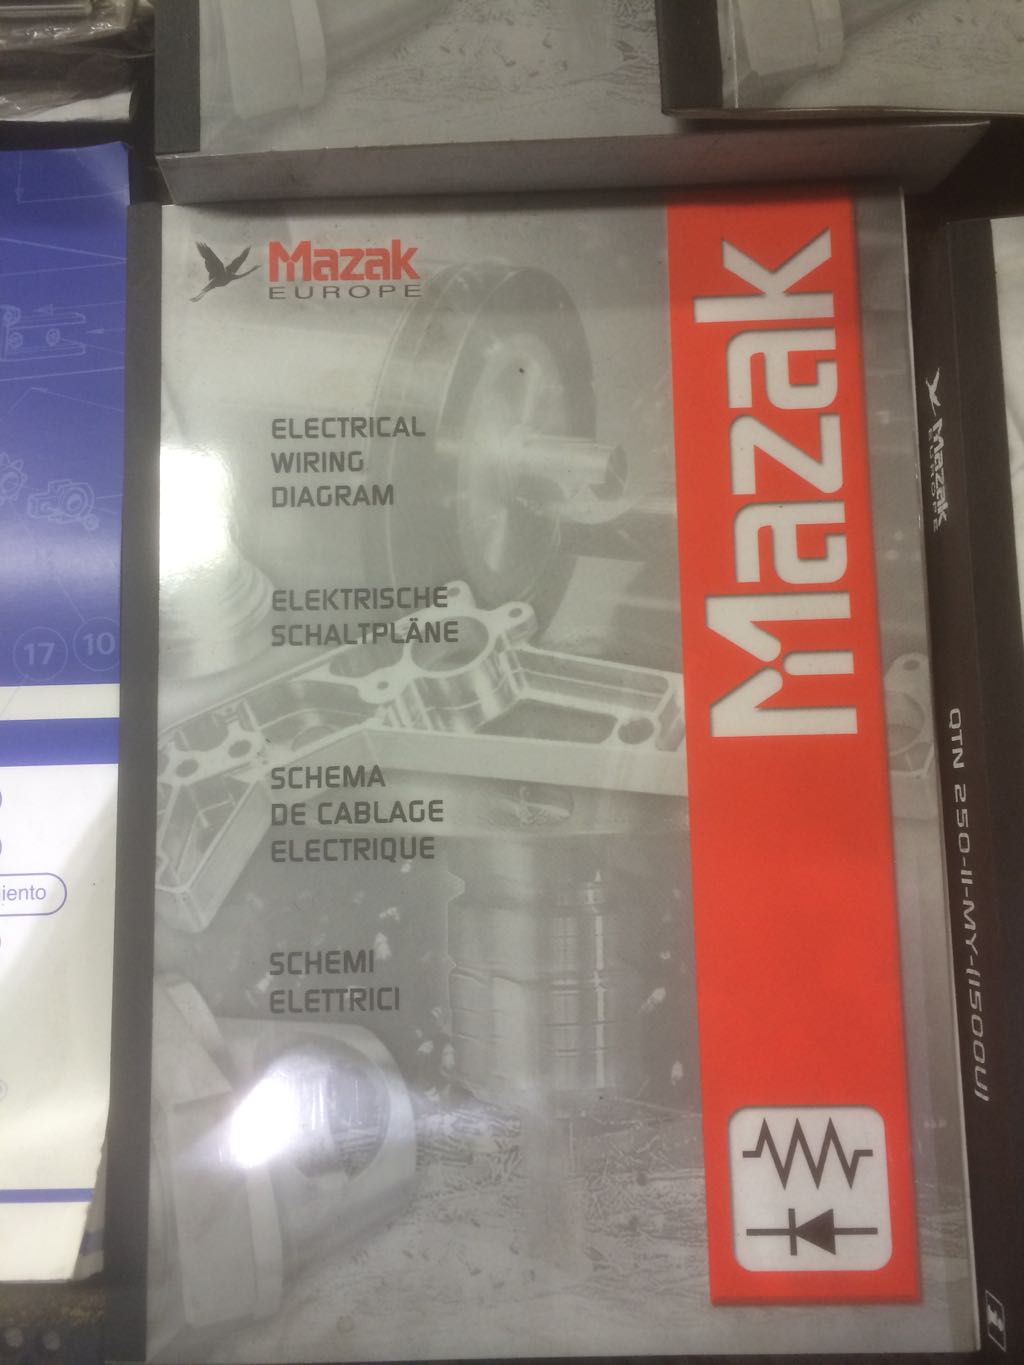 Mazak
EUROPE
ELECTRICAL
WIRING
DIAGRAM
ELEKTRISCHE
SCHALTPLÄNE
SCHEMA
DE CABLAGE
ELECTRIQUE
SCHEMI
ELETTRICI
Mazak
Mazak
EUROPE
QTN 250-II-MY-(1500U)
17
10
iento